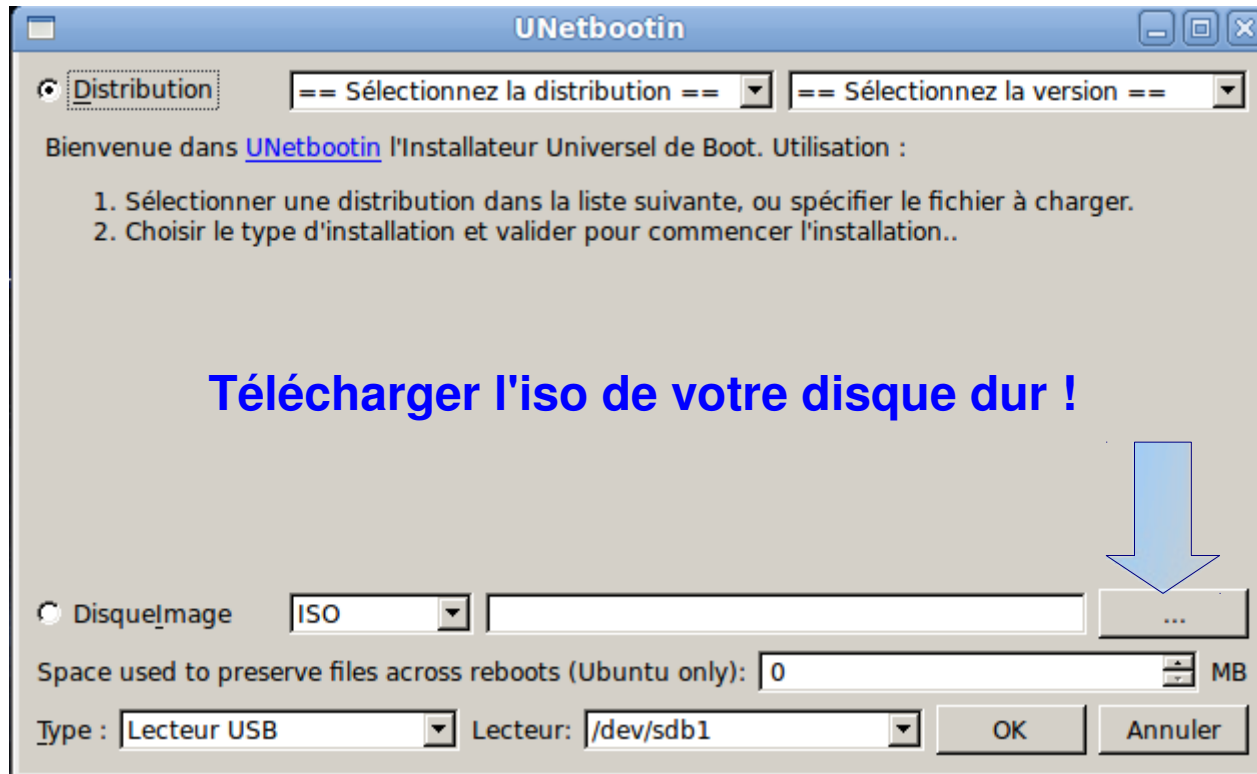 UNetbootin
Distribution == Sélectionnez la distribution == == Sélectionnez la version ==
Bienvenue dans UNetbootin l'Installateur Universel de Boot. Utilisation :
1. Sélectionner une distribution dans la liste suivante, ou spécifier le fichier à charger.
2. Choisir le type d'installation et valider pour commencer l'installation..
Télécharger l'iso de votre disque dur !
DisqueImage ISO ...
Space used to preserve files across reboots (Ubuntu only): 0 MB
Type : Lecteur USB Lecteur: /dev/sdb1 OK Annuler